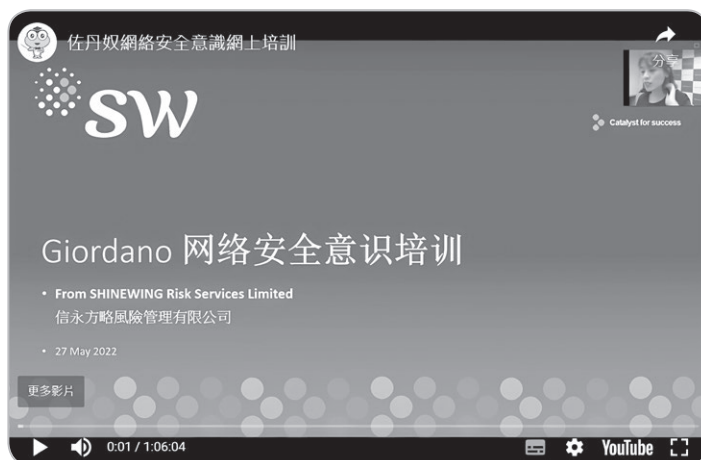 佐丹奴網絡安全意識網上培訓
分享
SW
Catalyst for success
Giordano 网络安全意识培训
• From SHINEWING Risk Services Limited
信永方略風險管理有限公司
• 27 May 2022
更多影片
0:01 / 1:06:04
YouTube